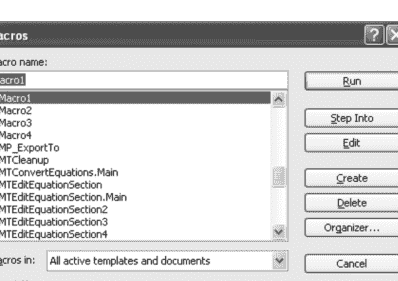 acros
acro name:
acro1
Macro1
Macro2
Macro3
Macro4
MP_ExportTo
MTCleanup
MTConvertEquations.Main
MTEditEquationSection
MTEditEquationSection.Main
MTEditEquationSection2
MTEditEquationSection3
MTEditEquationSection4
acros in: All active templates and documents
Run
Step Into
Edit
Create
Delete
Organizer...
Cancel